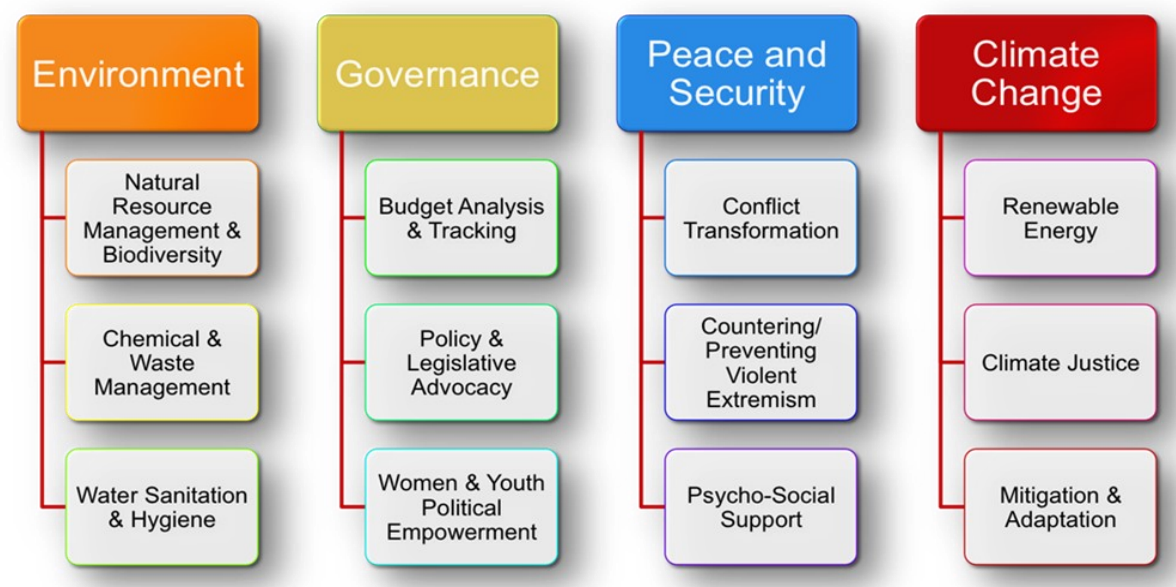 Environment
Natural
Resource
Management &
Biodiversity
Chemical &
Waste
Management
Water Sanitation
& Hygiene
Governance
Budget Analysis
& Tracking
Policy &
Legislative
Advocacy
Women & Youth
Political
Empowerment
Peace and
Security
Conflict
Transformation
Countering/
Preventing
Violent
Extremism
Psycho-Social
Support
Climate
Change
Renewable
Energy
Climate Justice
Mitigation &
Adaptation